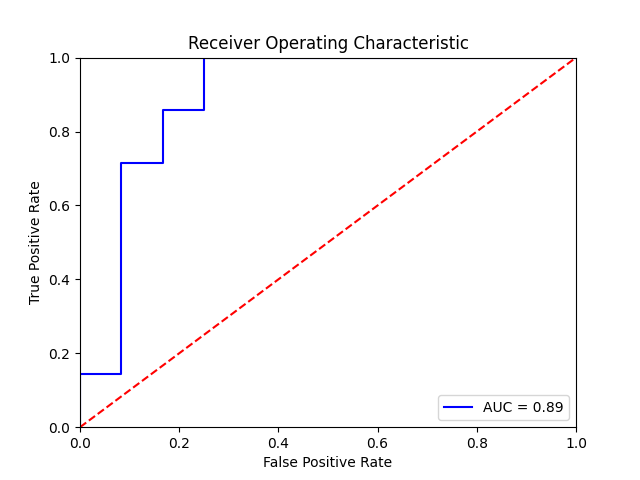 Receiver Operating Characteristic
1.0
0.8
0.6
0.4
0.2
0.0
True Positive Rate
AUC = 0.89
0.0 0.2 0.4 0.6 0.8 1.0
False Positive Rate